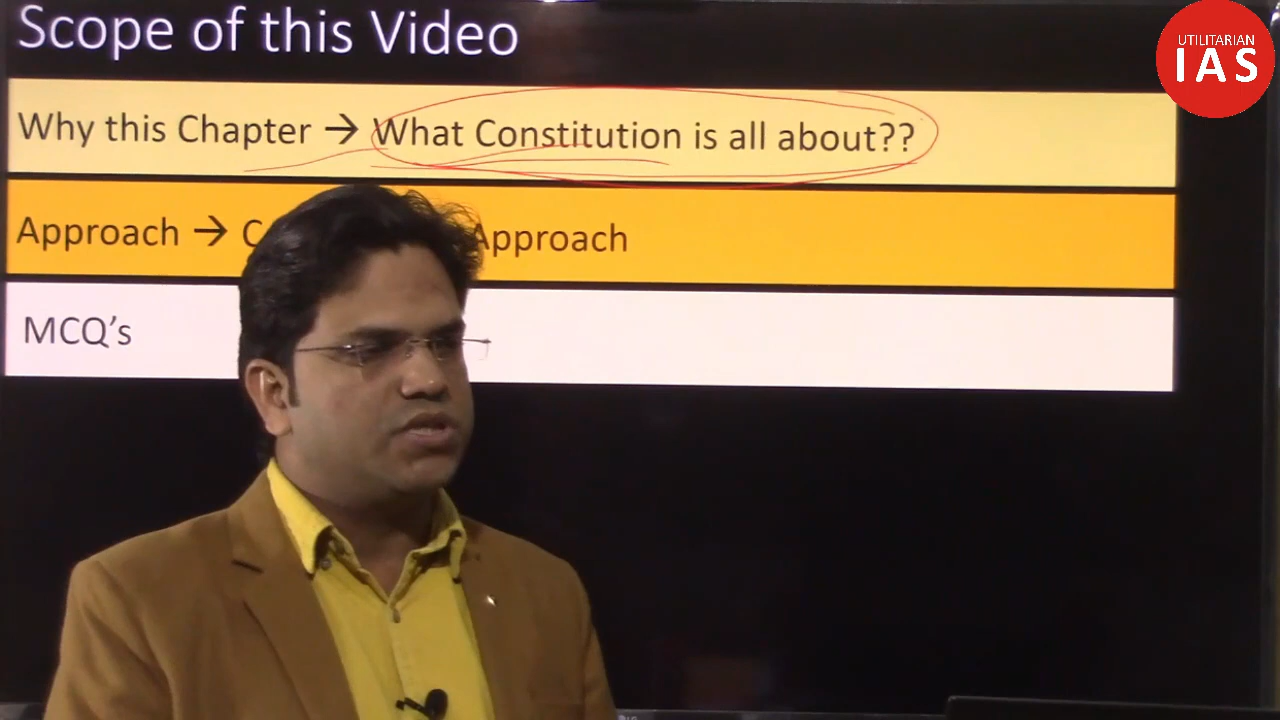 Scope of this Video
UTILITARIAN
IAS
Why this Chapter → What Constitution is all about??
Approach → Approach
MCQ's